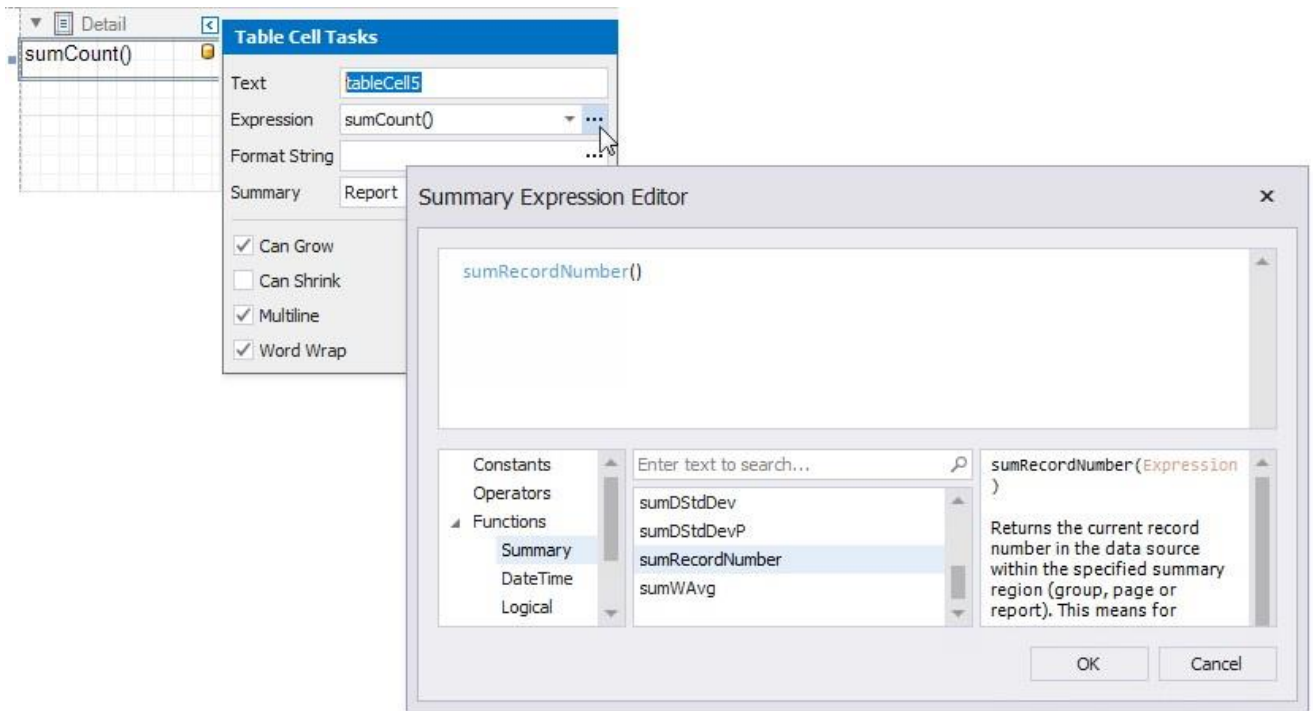 Detail
sumCount()
Table Cell Tasks
Text tableCell5
Expression sumCount() ...
Format String ...
Summary Report
Can Grow
Can Shrink
Multiline
Word Wrap
Summary Expression Editor
sumRecordNumber()
Constants
Operators
Functions
Summary
DateTime
Logical
Enter text to search...
sumDStdDev
sumDStdDevP
sumRecordNumber
sumWAvg
sumRecordNumber(Expression
)
Returns the current record
number in the data source
within the specified summary
region (group, page or
report). This means for
OK Cancel